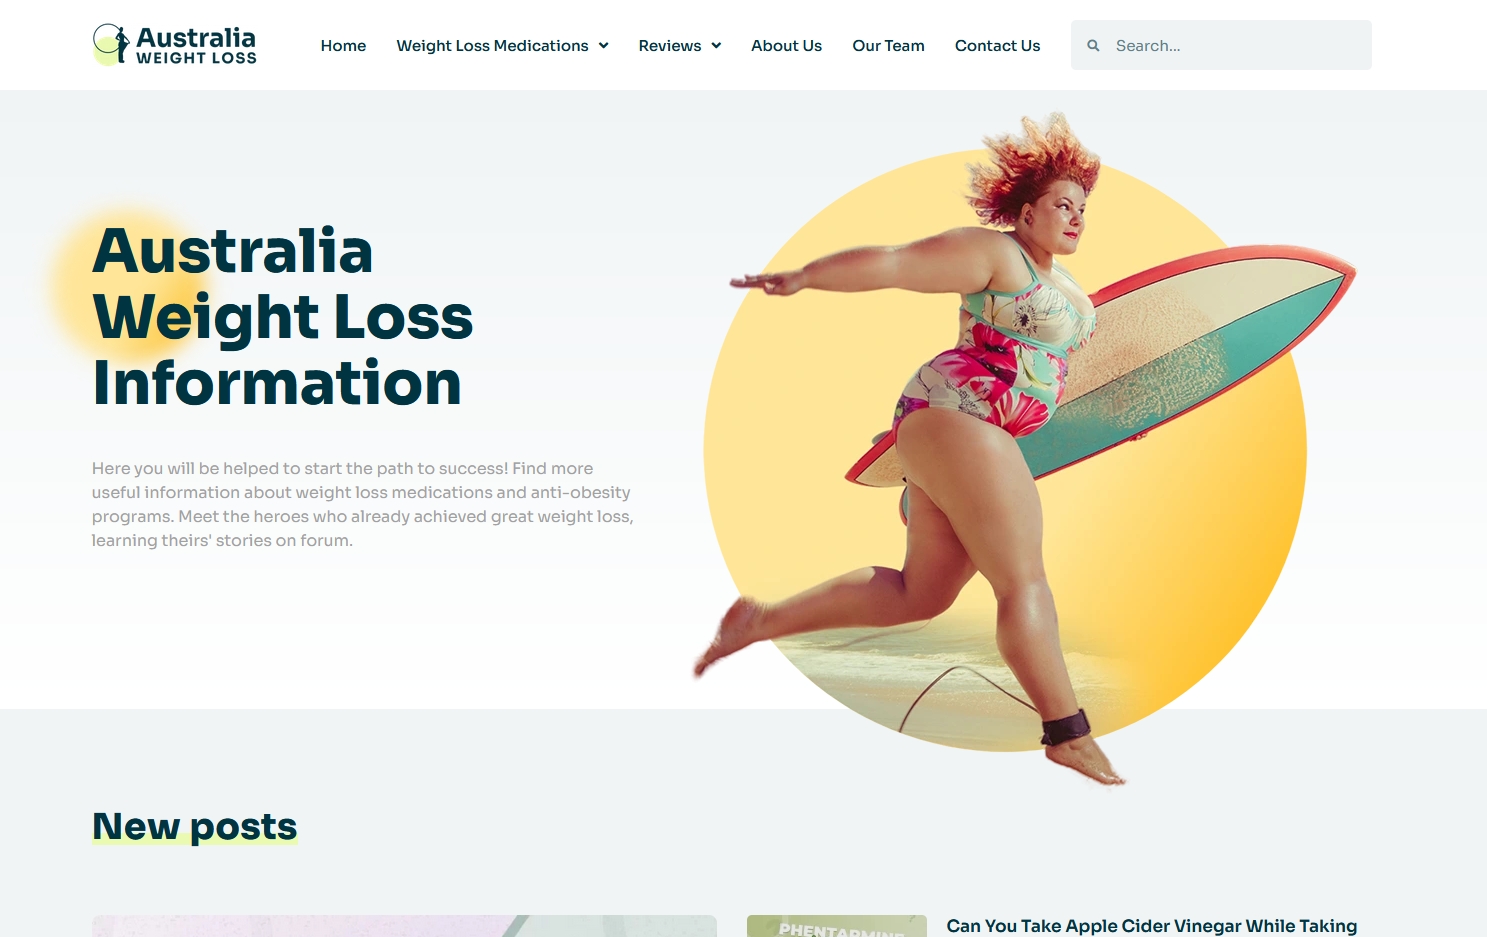 Australia
WEIGHT LOSS
Home
Weight Loss Medications
Reviews
About Us
Our Team
Contact Us
Search...
Australia
Weight Loss
Information
Here you will be helped to start the path to success! Find more
useful information about weight loss medications and anti-obesity
programs. Meet the heroes who already achieved great weight loss,
learning theirs' stories on forum.
New posts
PHENTARMINE
Can You Take Apple Cider Vinegar While Taking